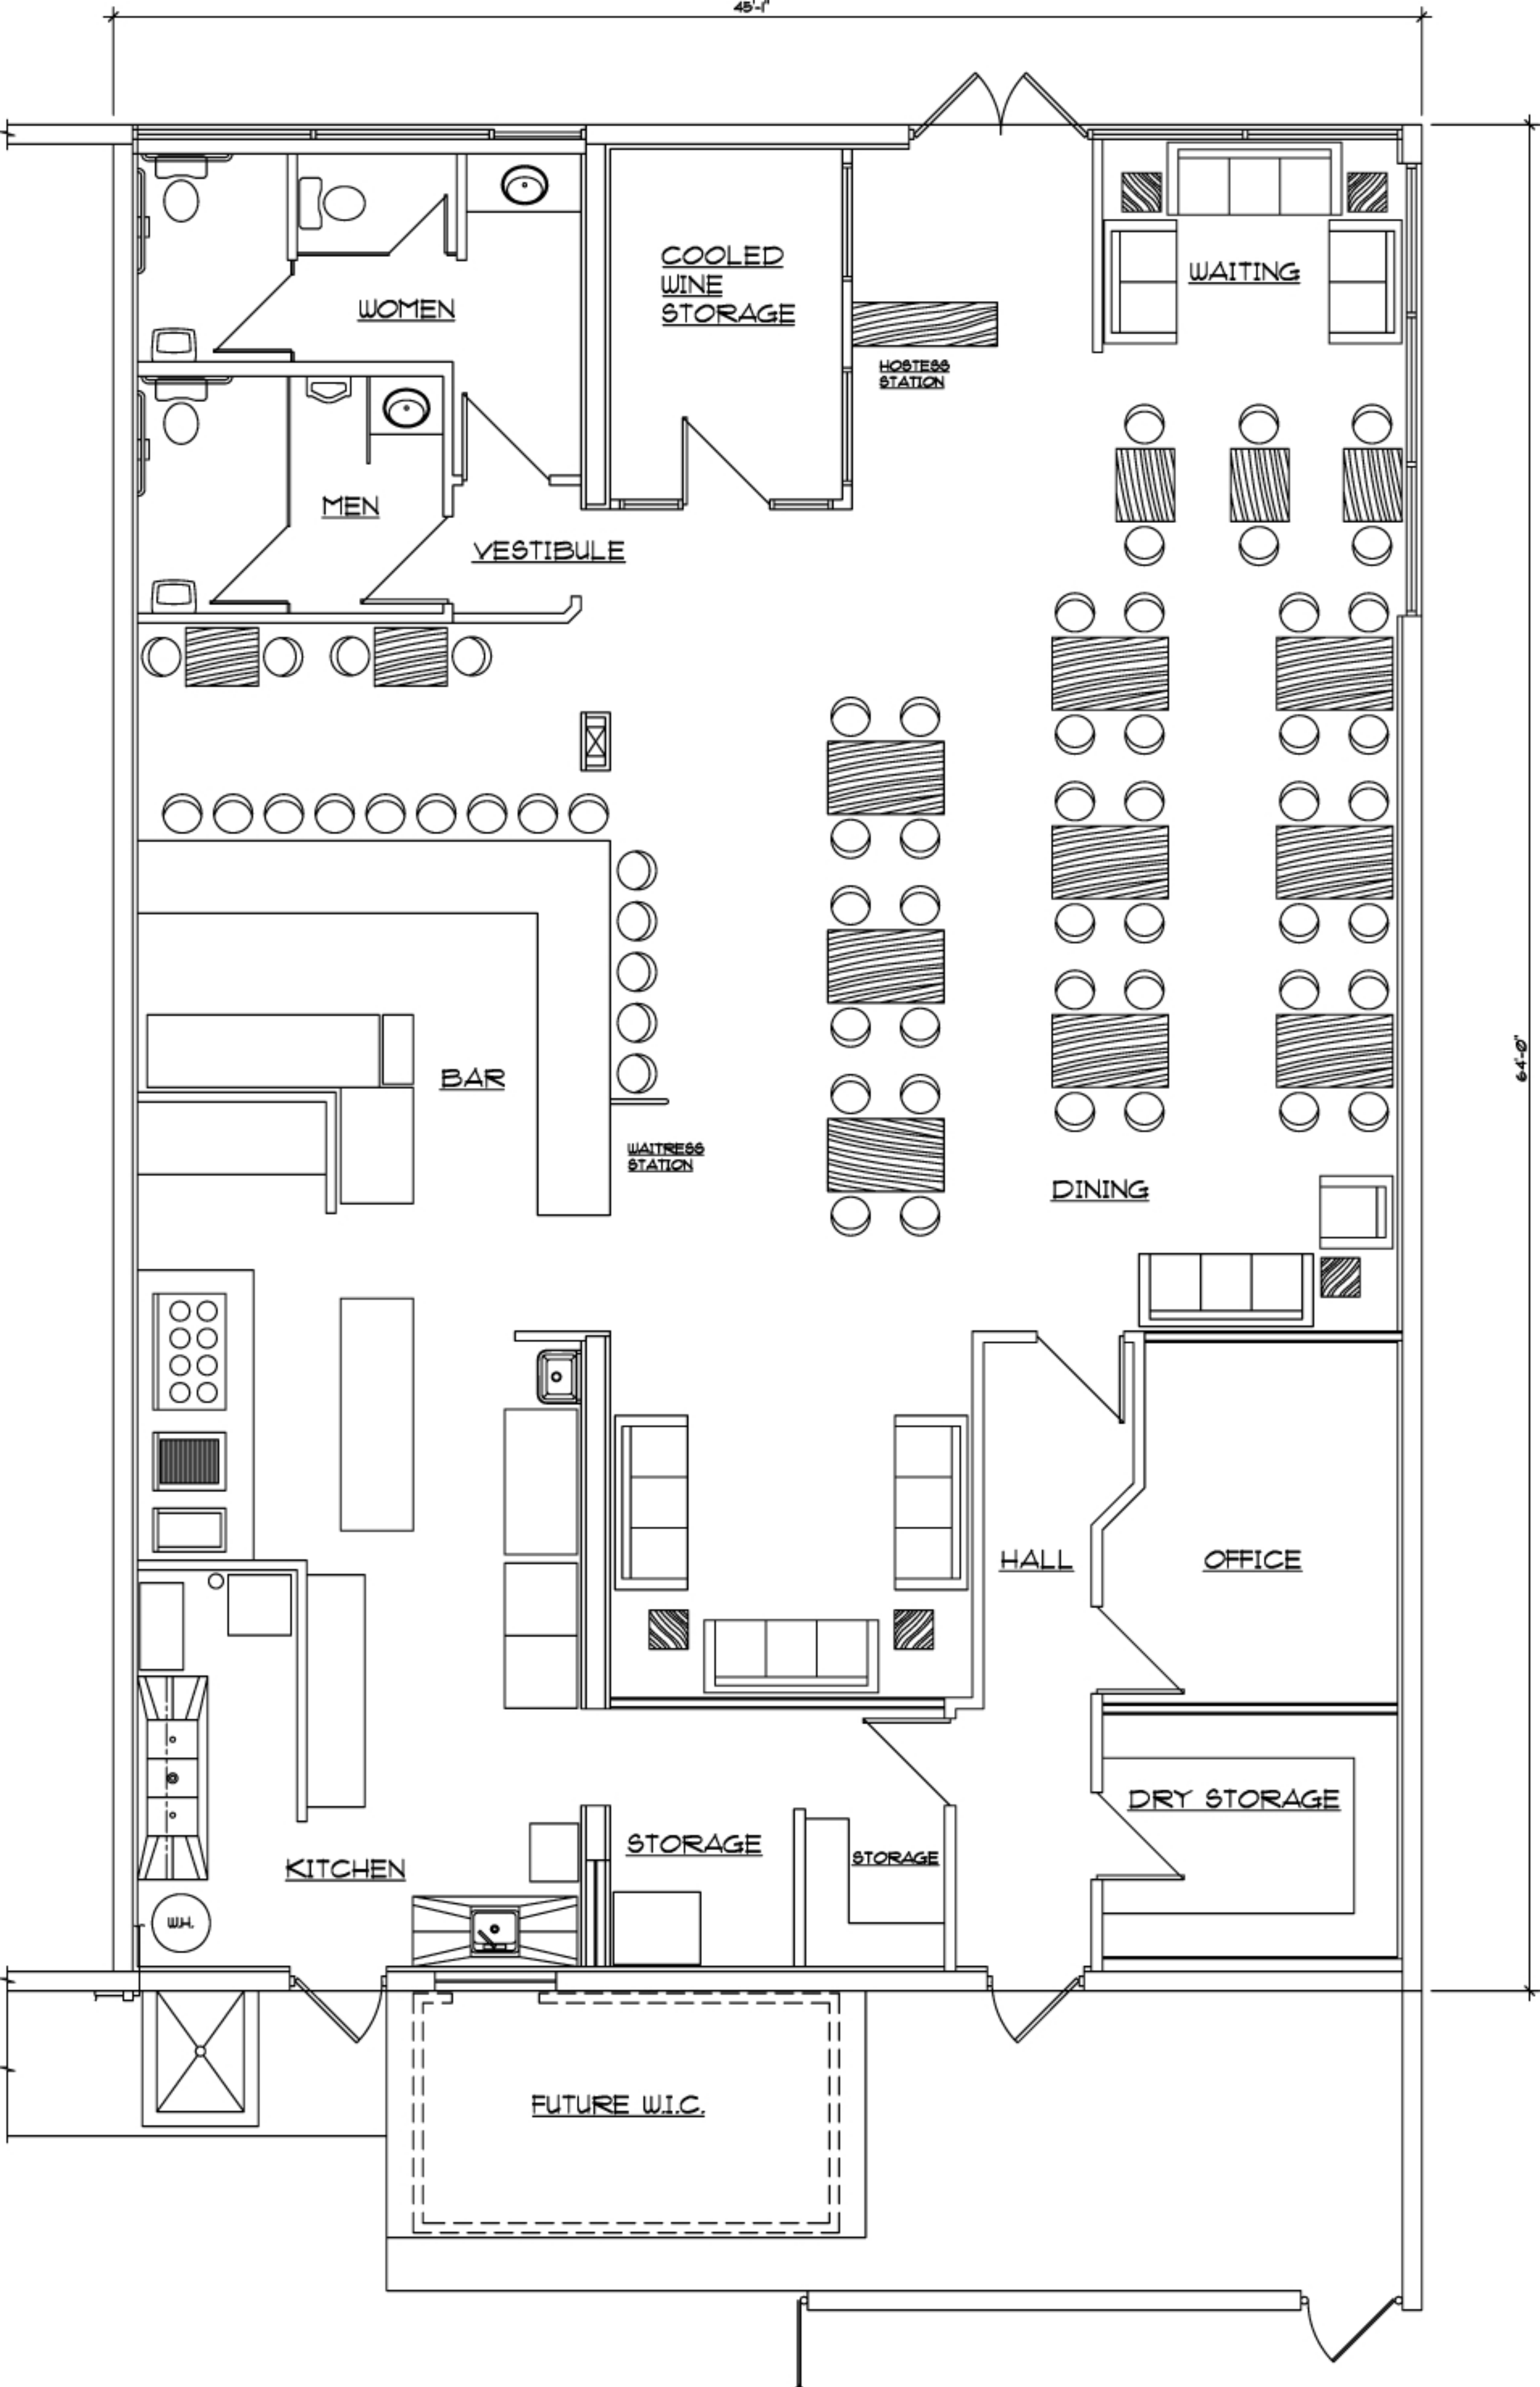 45'-1"
COOLED
WINE
STORAGE
WAITING
WOMEN
HOSTESS
STATION
MEN
VESTIBULE
64'-0"
BAR
WAITRESS
STATION
DINING
HALL
OFFICE
DRY STORAGE
STORAGE
STORAGE
KITCHEN
W.H.
FUTURE W.I.C.